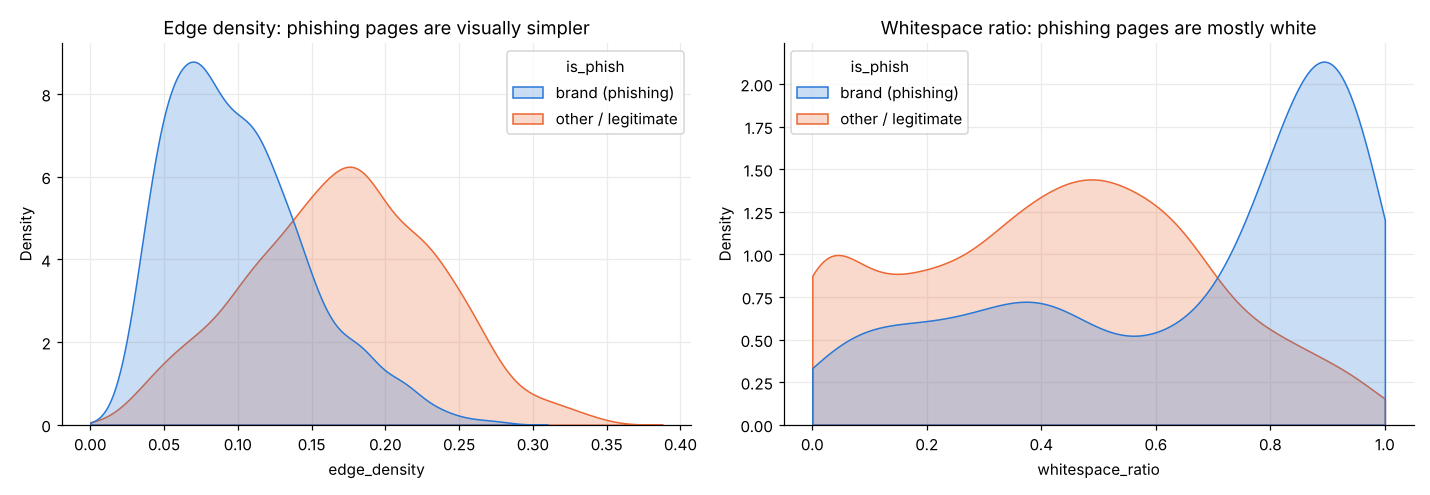 Edge density: phishing pages are visually simpler
is_phish
brand (phishing)
other / legitimate
Density
8
6
4
2
0
0.00 0.05 0.10 0.15 0.20 0.25 0.30 0.35 0.40
edge_density
Whitespace ratio: phishing pages are mostly white
is_phish
brand (phishing)
other / legitimate
Density
2.00
1.75
1.50
1.25
1.00
0.75
0.50
0.25
0.00
0.0 0.2 0.4 0.6 0.8 1.0
whitespace_ratio